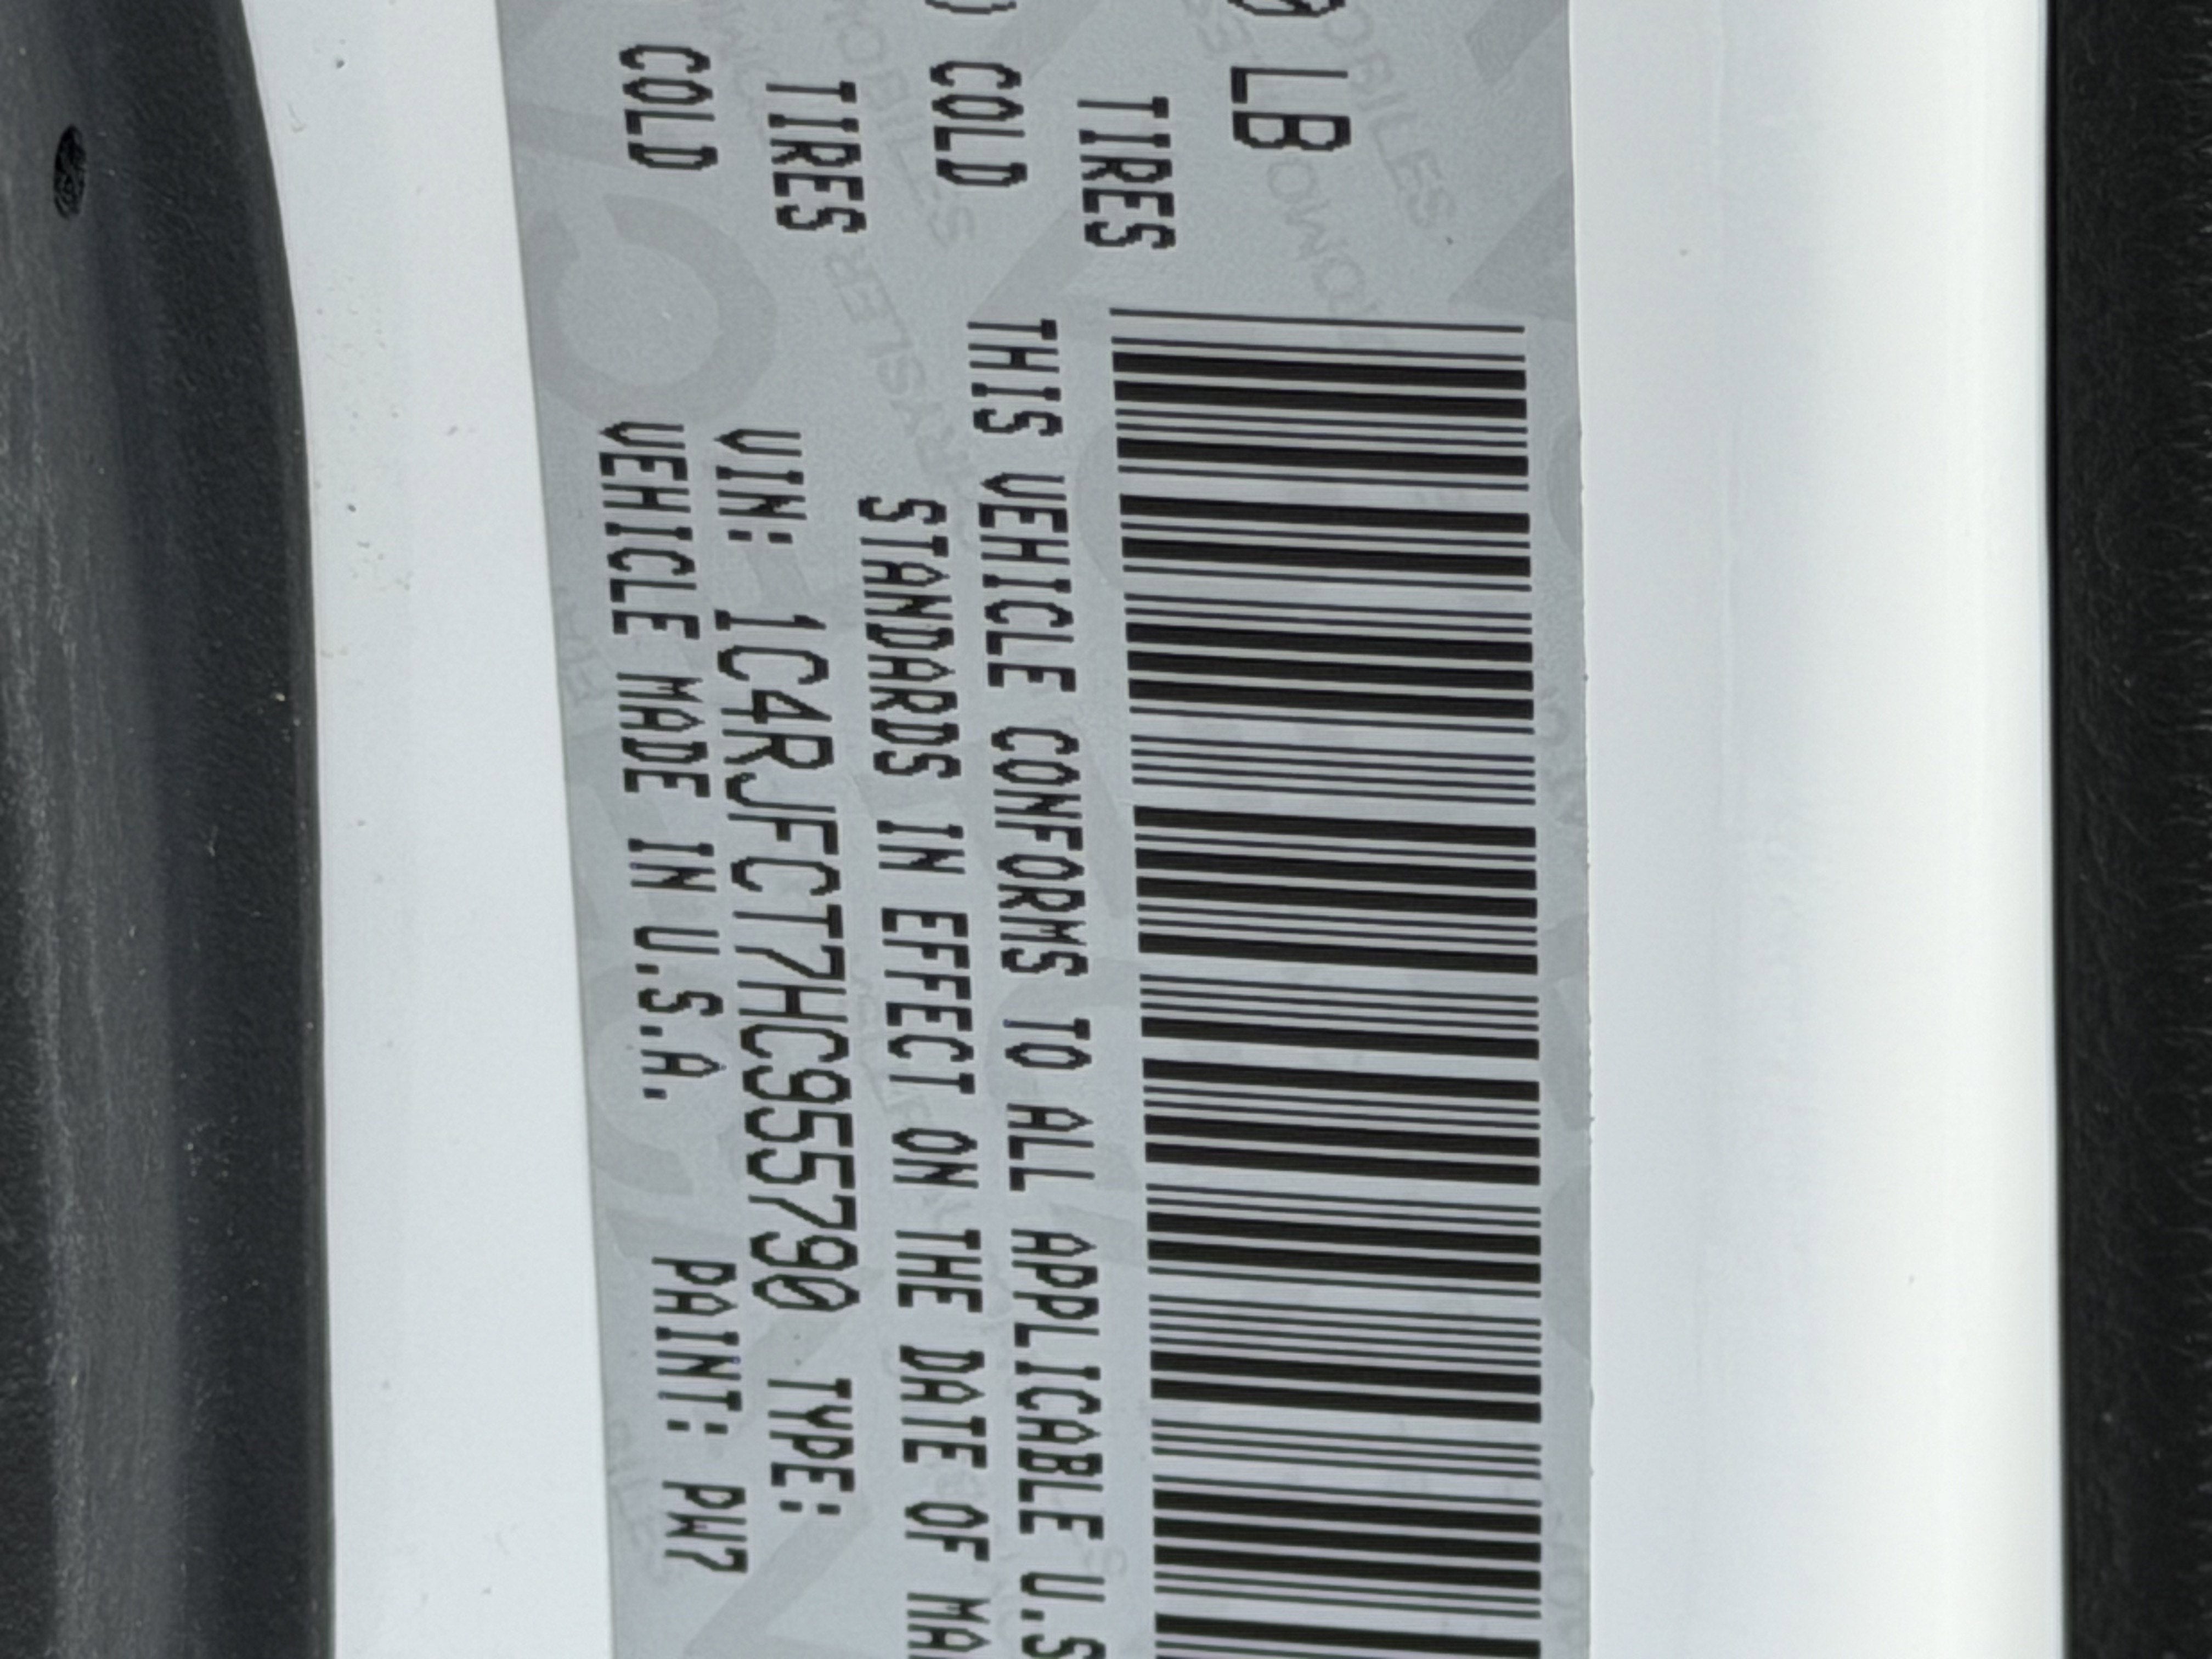 0 LB
TIRES
) COLD
TIRES
COLD
THIS VEHICLE CONFORMS TO ALL APPLICABLE U.S
STANDARDS IN EFFECT ON THE DATE OF MA
VIN: 1C4RJFCT7HC955790 TYPE:
VEHICLE MADE IN U.S.A. PAINT: PW7